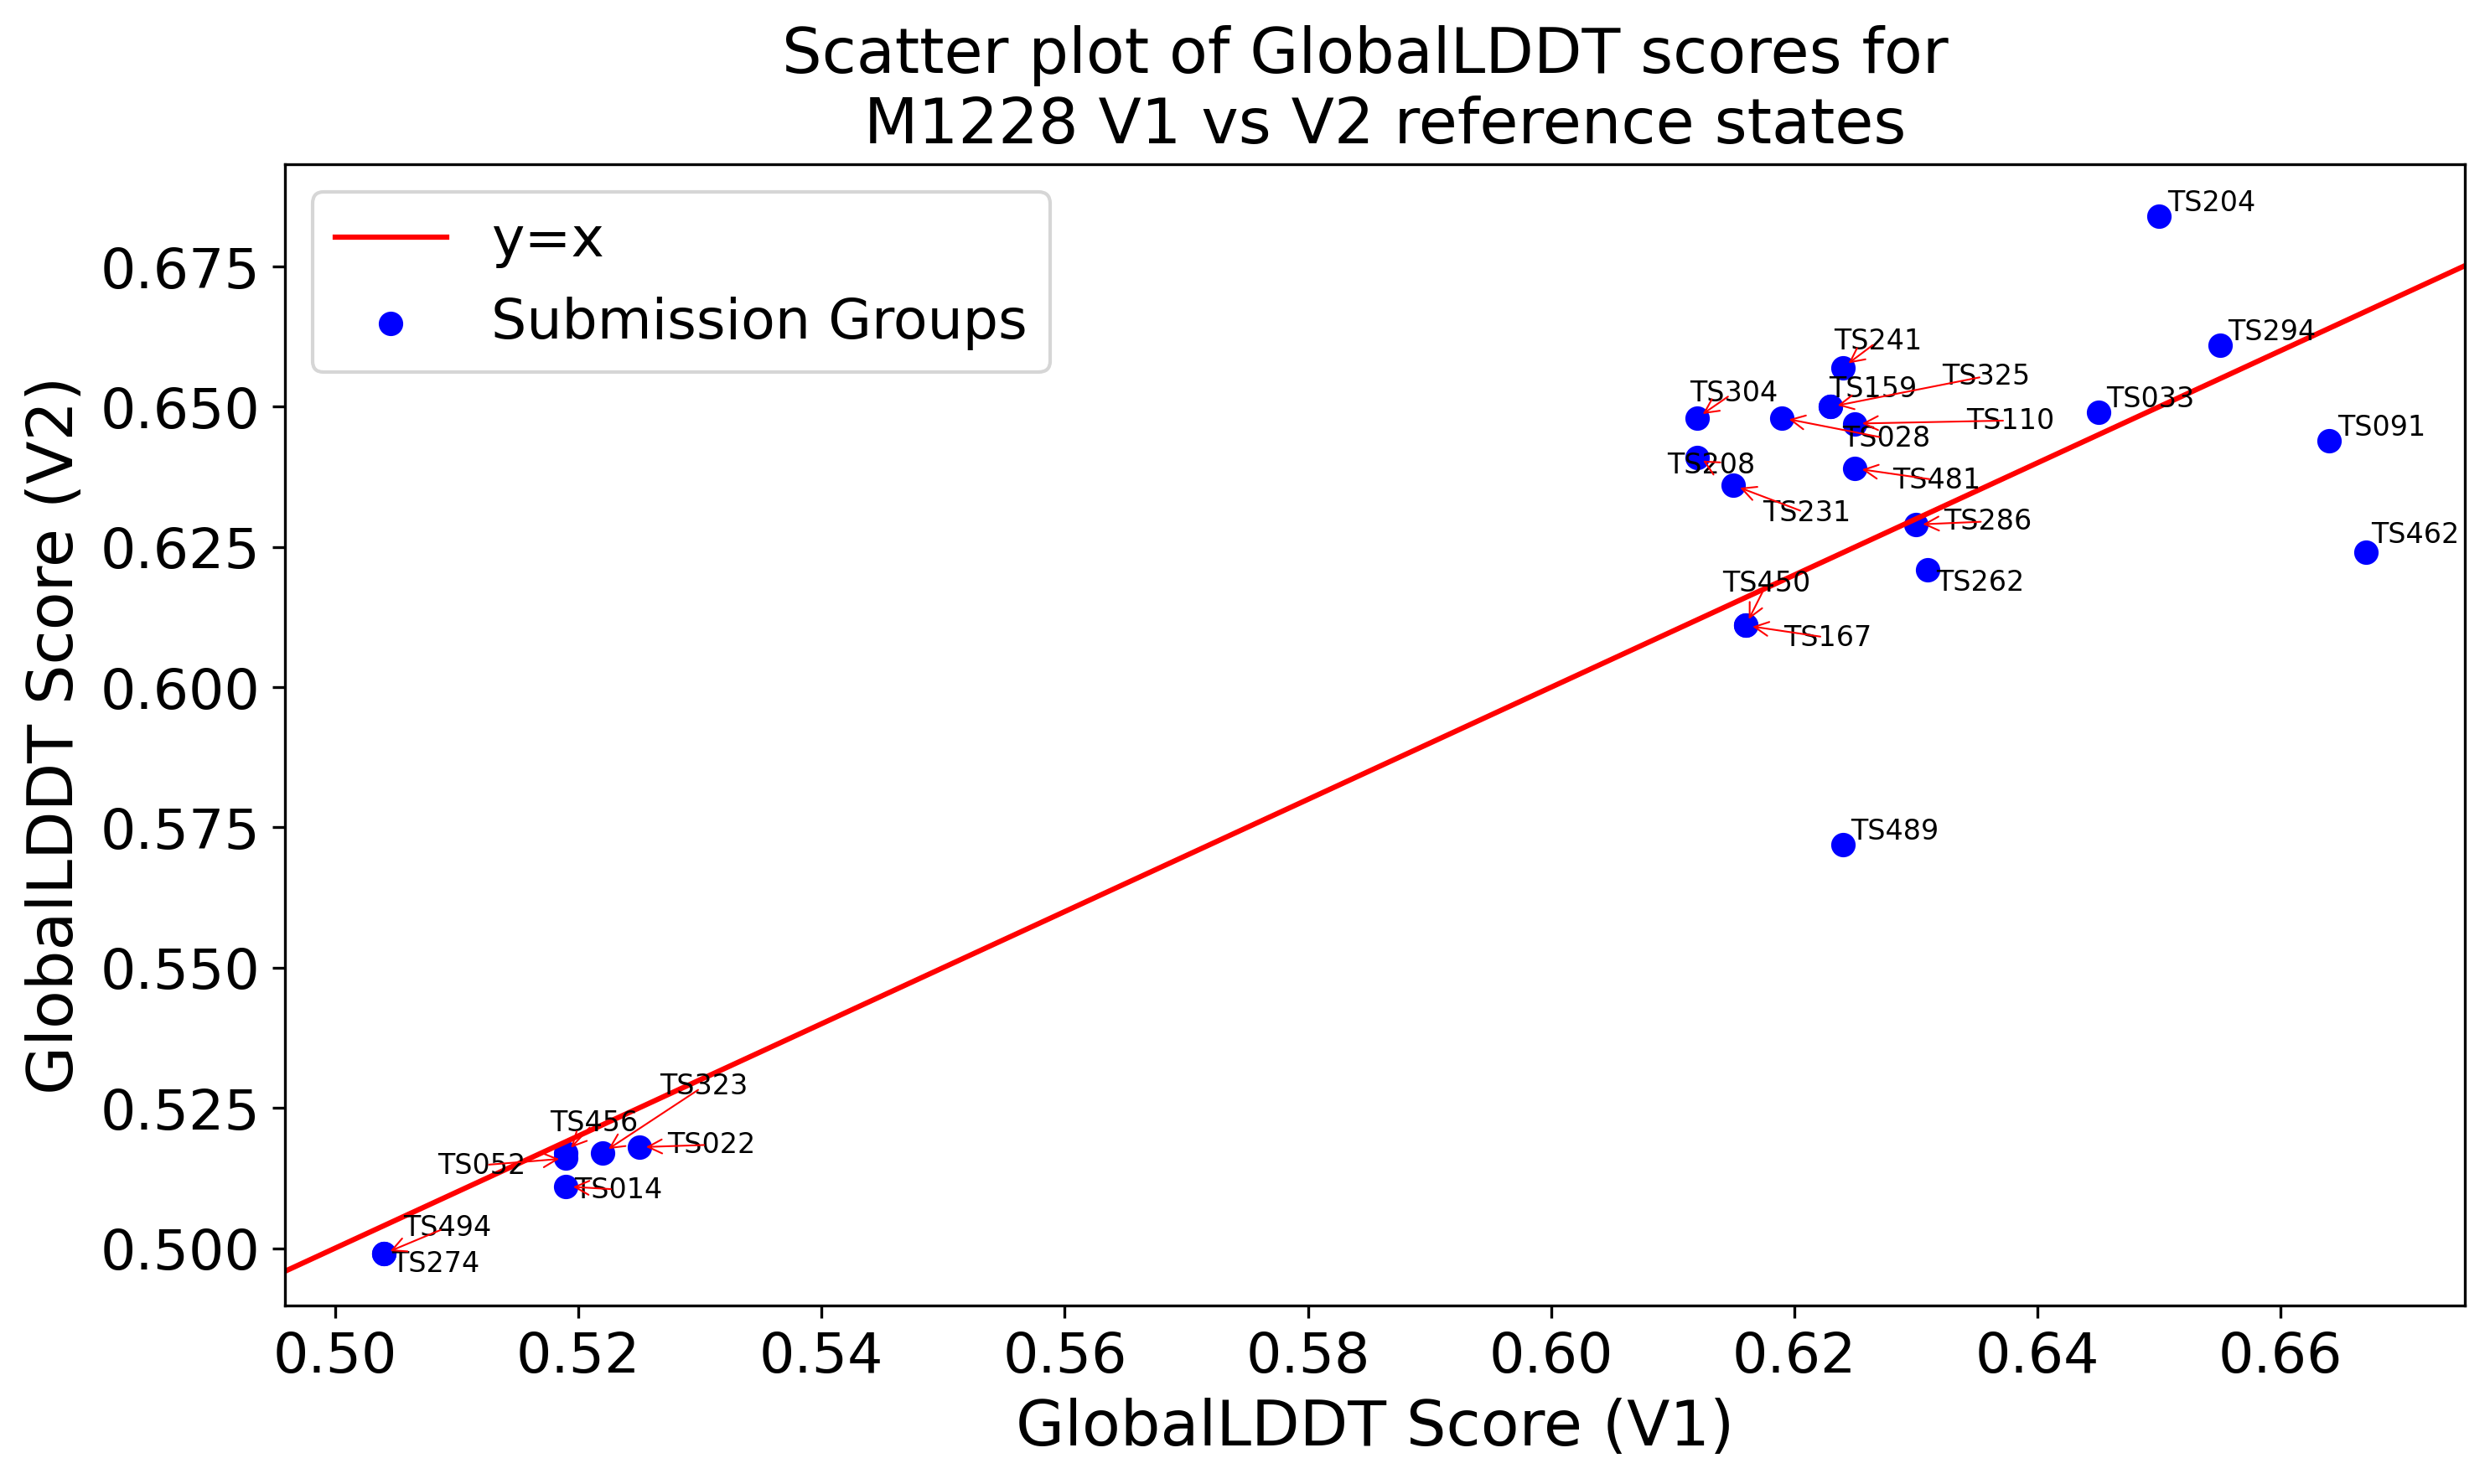 Scatter plot of GlobalLDDT scores for
M1228 V1 vs V2 reference states
y=x
Submission Groups
GlobalLDDT Score (V2)
0.675
0.650
0.625
0.600
0.575
0.550
0.525
0.500
TS204
TS294
TS241
TS325
TS159
TS304
TS033
TS110
TS091
TS028
TS208
TS481
TS231
TS286
TS462
TS450
TS262
TS167
TS489
TS323
TS456
TS022
TS052
TS014
TS494
TS274
0.50
0.52
0.54
0.56
0.58
0.60
0.62
0.64
0.66
GlobalLDDT Score (V1)